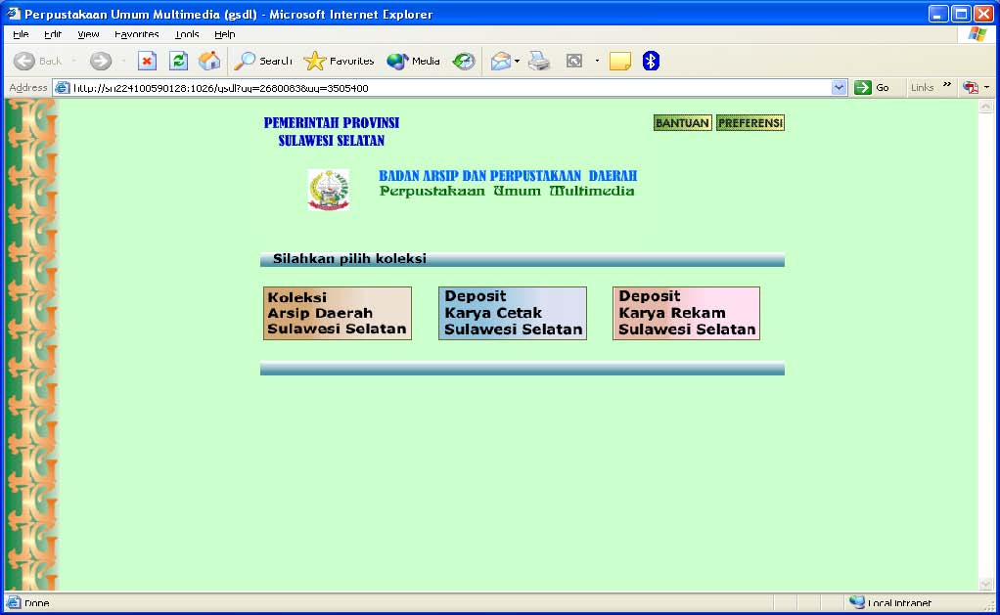 Perpustakaan Umum Multimedia (gsdl) - Microsoft Internet Explorer
File Edit View Favorites Tools Help
Back Search Favorites Media
Address http://sri224100590128:1026/gsdl?uq=26800838&uy=3505400 Go Links »
PEMERINTAH PROVINSI
SULAWESI SELATAN
BANTUAN PREFERENSI
BADAN ARSIP DAN PERPUSTAKAAN DAERAH
Perpustakaan Umum Multimedia
Silahkan pilih koleksi
Koleksi
Arsip Daerah
Sulawesi Selatan
Deposit
Karya Cetak
Sulawesi Selatan
Deposit
Karya Rekam
Sulawesi Selatan
Done Local intranet